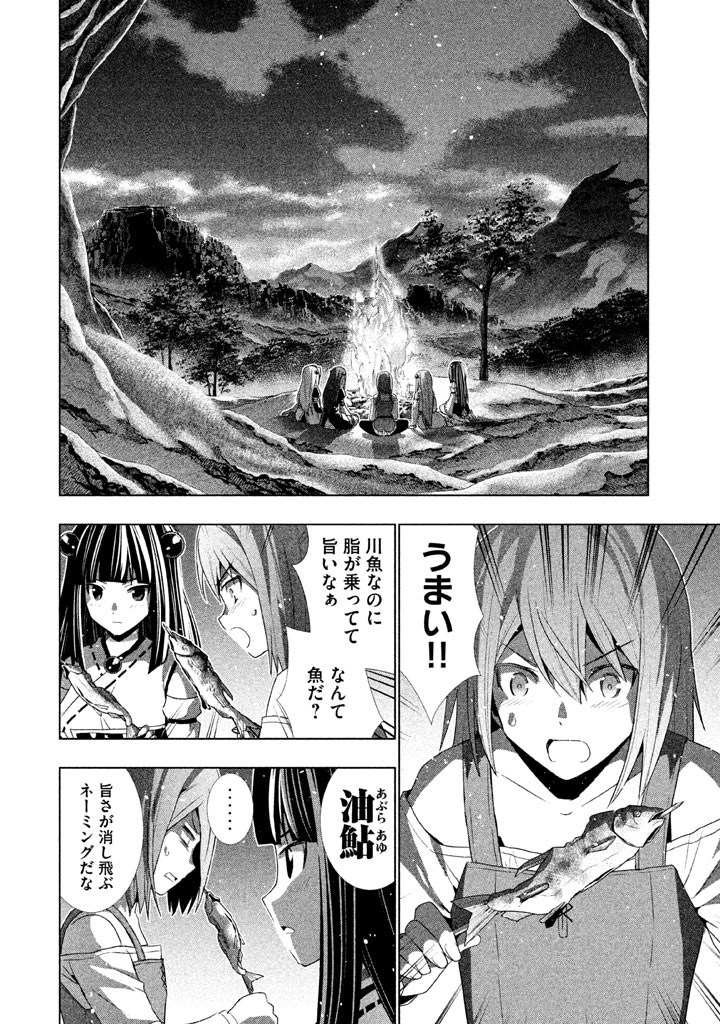 うまい!!
川魚なのに
脂が乗ってて
旨いなぁ
なんて
魚だ?
油鮎
あぶら あゆ
・・・・・
旨さが消し飛ぶ
ネーミングだな